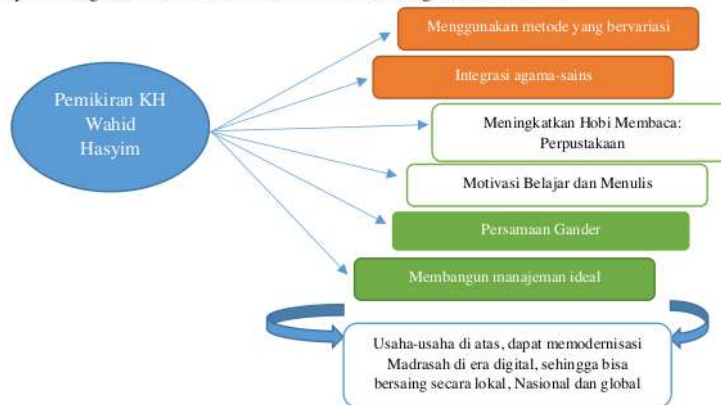 Menggunakan metode yang bervariasi
Integrasi agama-sains
Pemikiran KH
Wahid
Hasyim
Meningkatkan Hobi Membaca:
Perpustakaan
Motivasi Belajar dan Menulis
Persamaan Gander
Membangun manajeman ideal
Usaha-usaha di atas, dapat memodernisasi
Madrasah di era digital, sehingga bisa
bersaing secara lokal, Nasional dan global